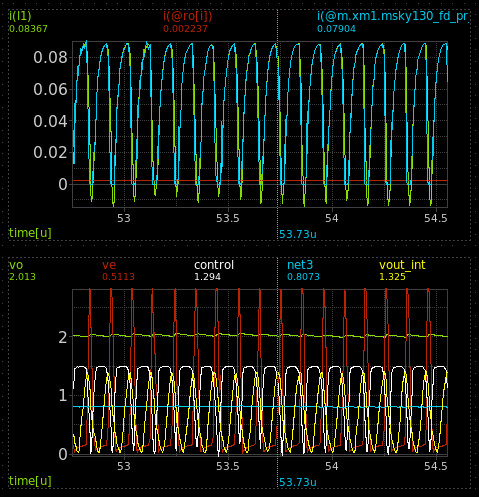 i(l1) i(@ro[i]) i(@m.xm1.msky130_fd_pr
0.08367 0.002237 0.07904
0.08
0.06
0.04
0.02
0
53 53.5 54 54.5
time[u] 53.73u
vo ve control net3 vout_int
2.013 0.5113 1.294 0.8073 1.325
2
1
0
53 53.5 54 54.5
time[u] 53.73u